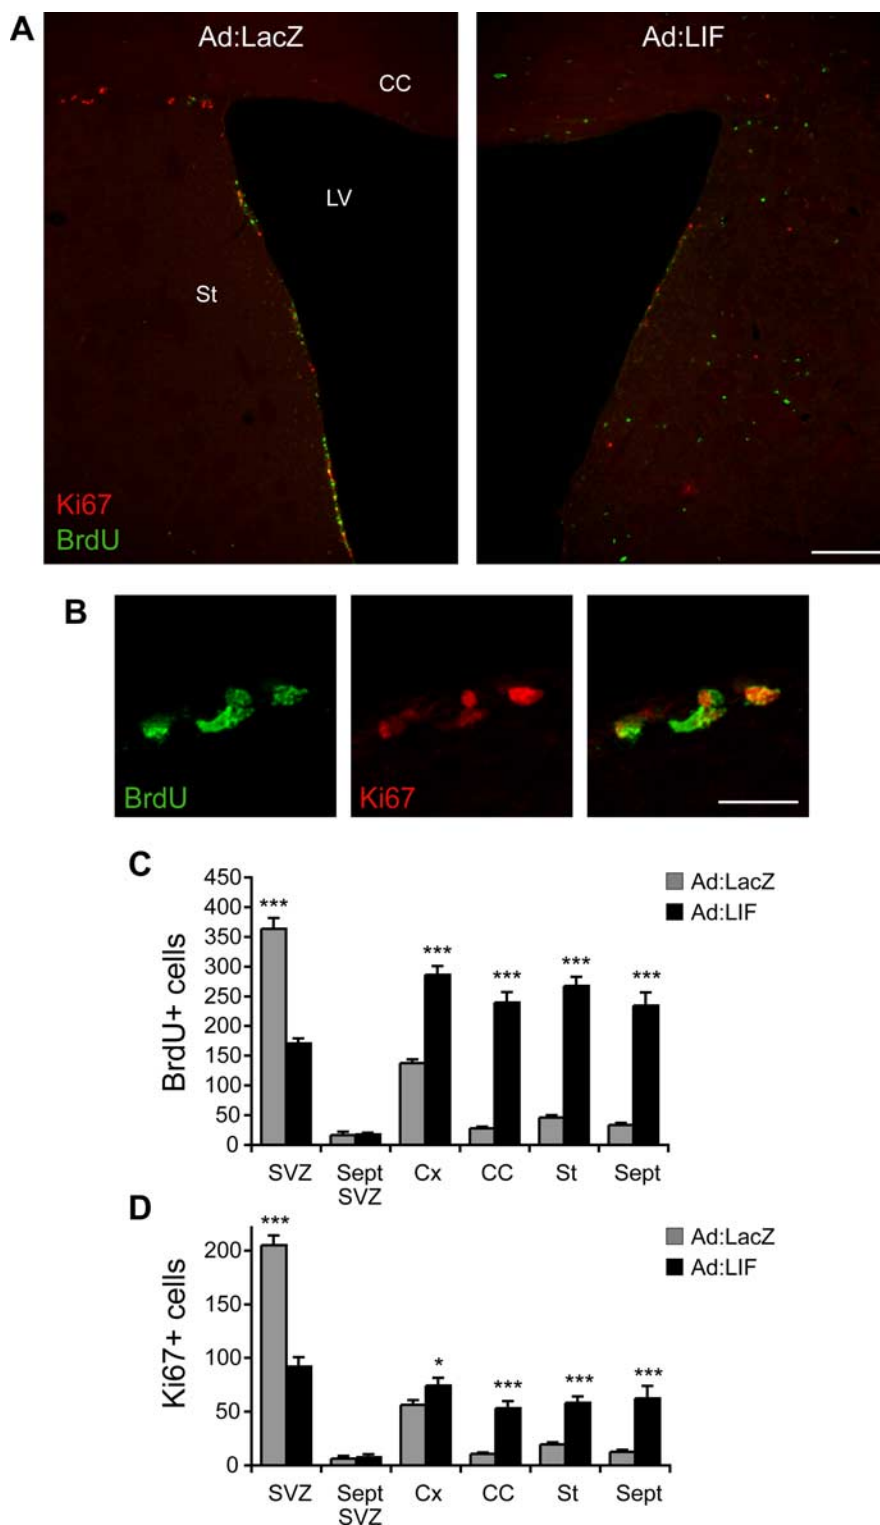 A
Ad:LacZ
Ad:LIF
CC
LV
St
Ki67
BrdU
B
BrdU
Ki67
C
Ad:LacZ
Ad:LIF
BrdU+ cells
450
400
350
300
250
200
150
100
50
0
***
***
***
***
***
SVZ
Sept SVZ
Cx
CC
St
Sept
D
Ad:LacZ
Ad:LIF
Ki67+ cells
200
150
100
50
0
***
*
***
***
***
SVZ
Sept SVZ
Cx
CC
St
Sept